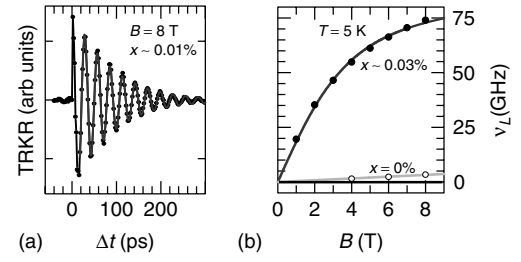 TRKR (arb units)
B = 8 T
x ~ 0.01%
0 100 200
(a) Δt (ps)
T = 5 K
x ~ 0.03%
x = 0%
75
50
25
0
ν_L (GHz)
0 2 4 6 8
(b) B (T)